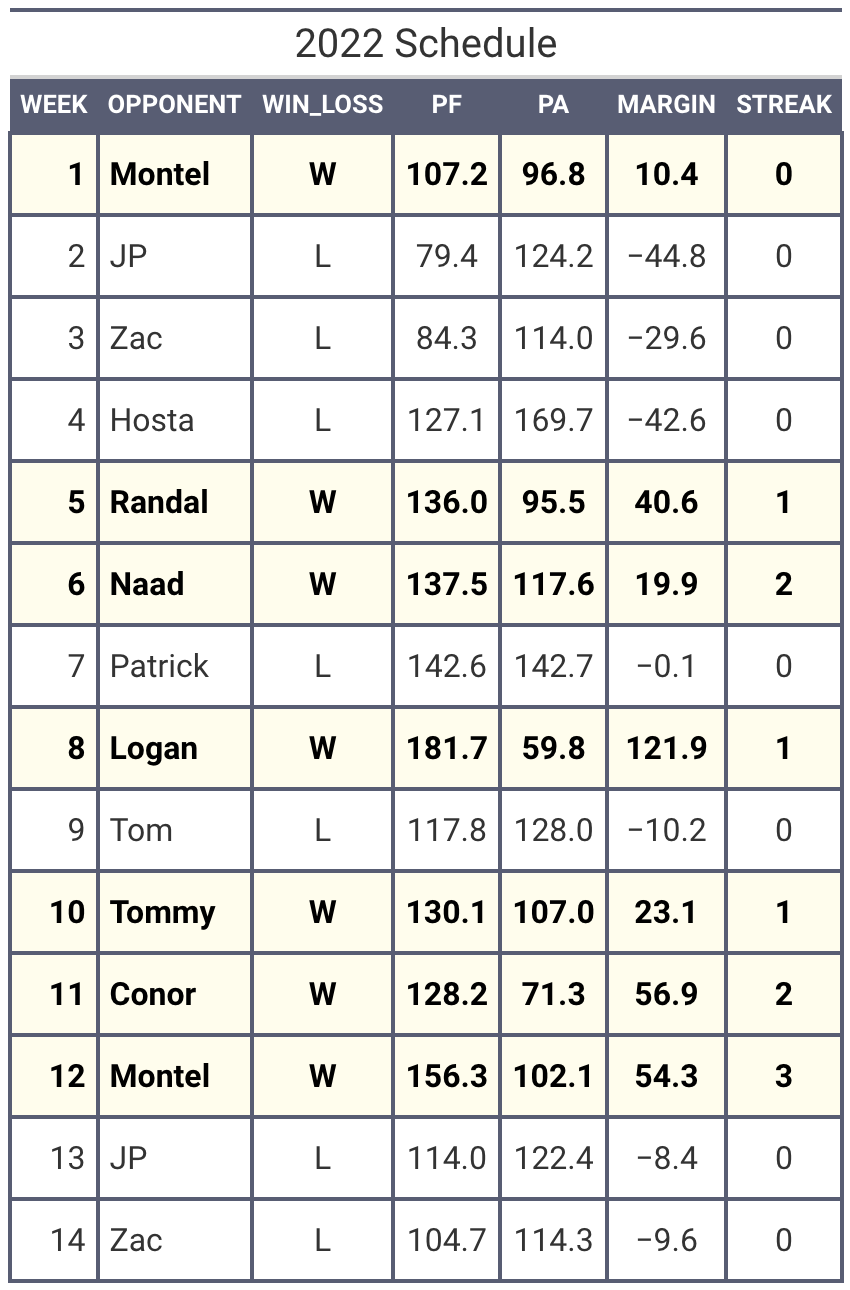 2022 Schedule
WEEK OPPONENT WIN_LOSS PF PA MARGIN STREAK
1 Montel W 107.2 96.8 10.4 0
2 JP L 79.4 124.2 −44.8 0
3 Zac L 84.3 114.0 −29.6 0
4 Hosta L 127.1 169.7 −42.6 0
5 Randal W 136.0 95.5 40.6 1
6 Naad W 137.5 117.6 19.9 2
7 Patrick L 142.6 142.7 −0.1 0
8 Logan W 181.7 59.8 121.9 1
9 Tom L 117.8 128.0 −10.2 0
10 Tommy W 130.1 107.0 23.1 1
11 Conor W 128.2 71.3 56.9 2
12 Montel W 156.3 102.1 54.3 3
13 JP L 114.0 122.4 −8.4 0
14 Zac L 104.7 114.3 −9.6 0